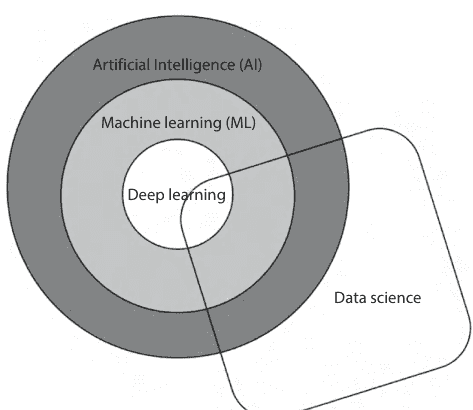 Artificial Intelligence (AI)
Machine learning (ML)
Deep learning
Data science